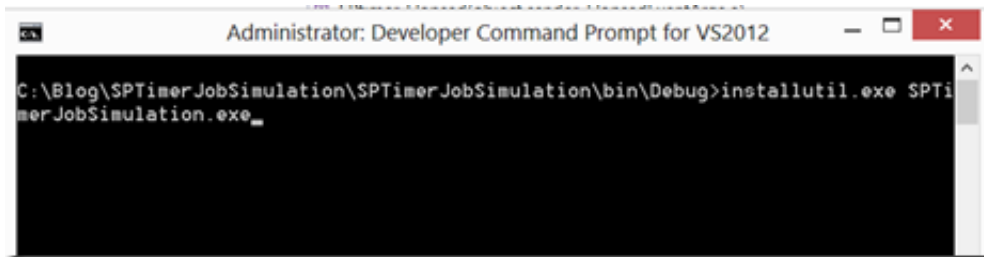 Administrator: Developer Command Prompt for VS2012
C:\Blog\SPTimerJobSimulation\SPTimerJobSimulation\bin\Debug>installutil.exe SPTi
merJobSimulation.exe_